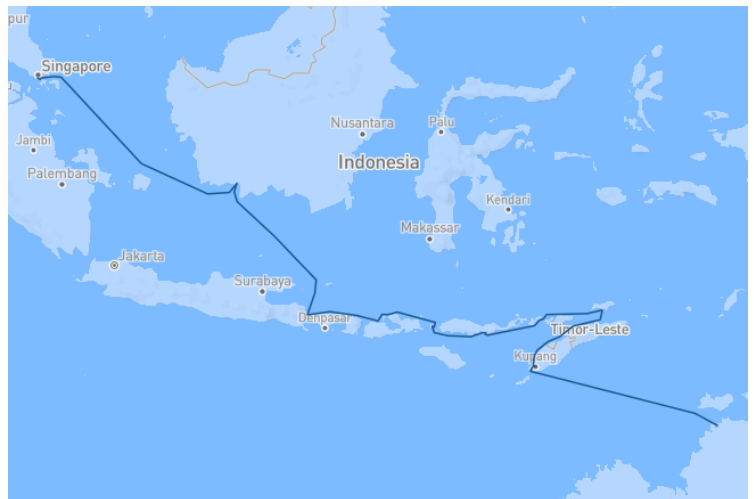 pur
Singapore
Nusantara
Palu
Jambi
Indonesia
Palembang
Kendari
Makassar
Jakarta
Surabaya
Denpasar
Timor-Leste
Kupang